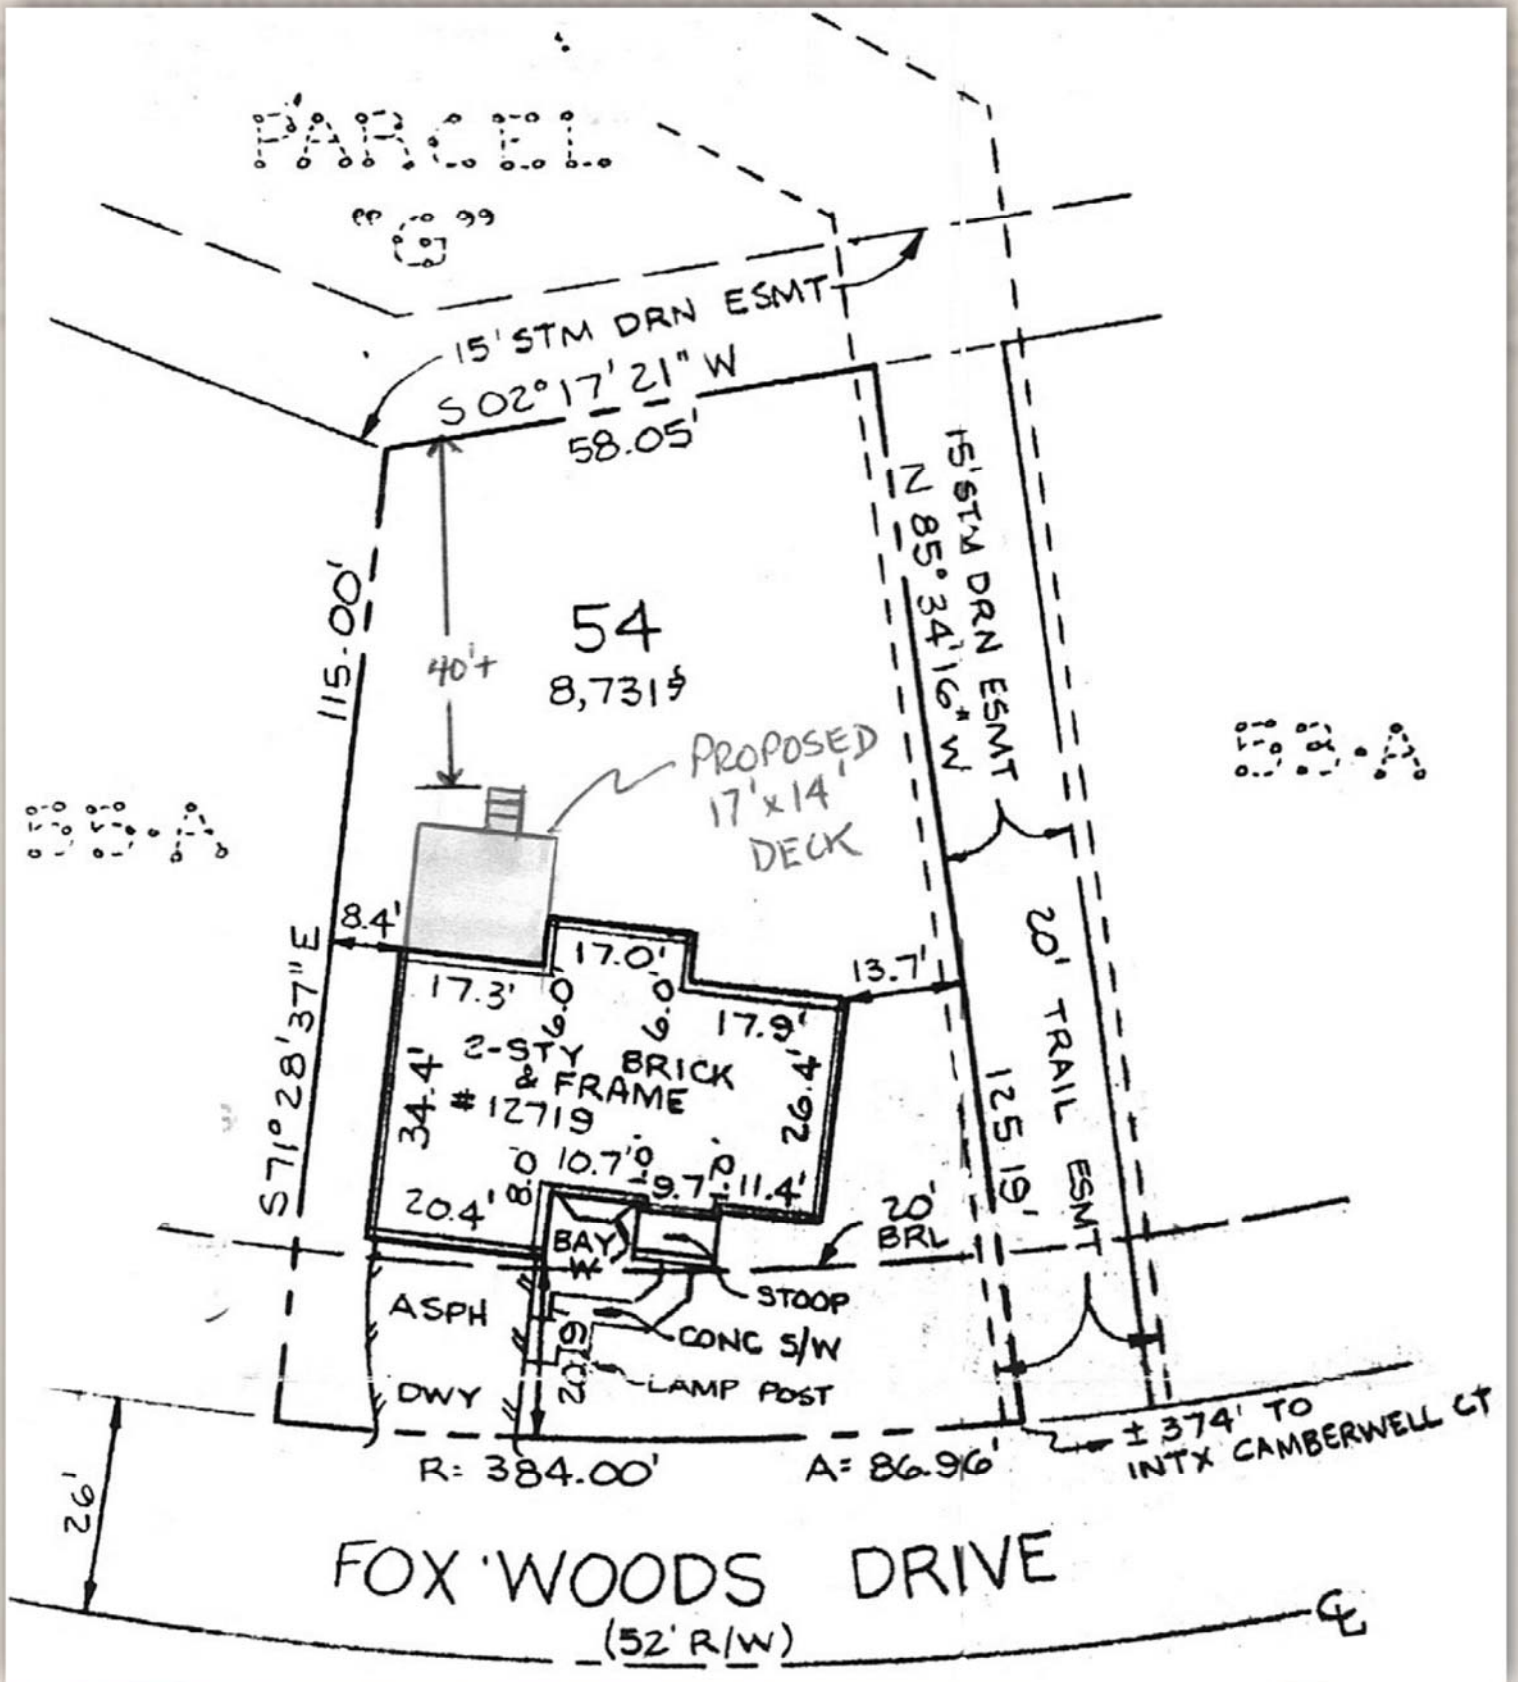 PARCEL
"G"
15' STM DRN ESMT
S 02° 17' 21" W
58.05'
N 85° 34' 16" W
15' STM DRN ESMT
115.00'
40'+
54
8,731
PROPOSED
17' x 14'
DECK
55-A
53-A
8.4'
17.0'
13.7'
17.3'
6.0'
6.0'
17.9'
20' TRAIL ESMT
S 71° 28' 37" E
34.4'
2-STY BRICK
& FRAME
# 12719
26.4'
125.19'
10.7'
8.0
9.7'
11.4'
20.4'
20'
BRL
BAY
W
STOOP
ASPH
CONC S/W
DWY
LAMP POST
± 374' TO
INTX CAMBERWELL CT
R= 384.00'
A= 86.96'
26'
FOX WOODS DRIVE
(52' R/W)
℄